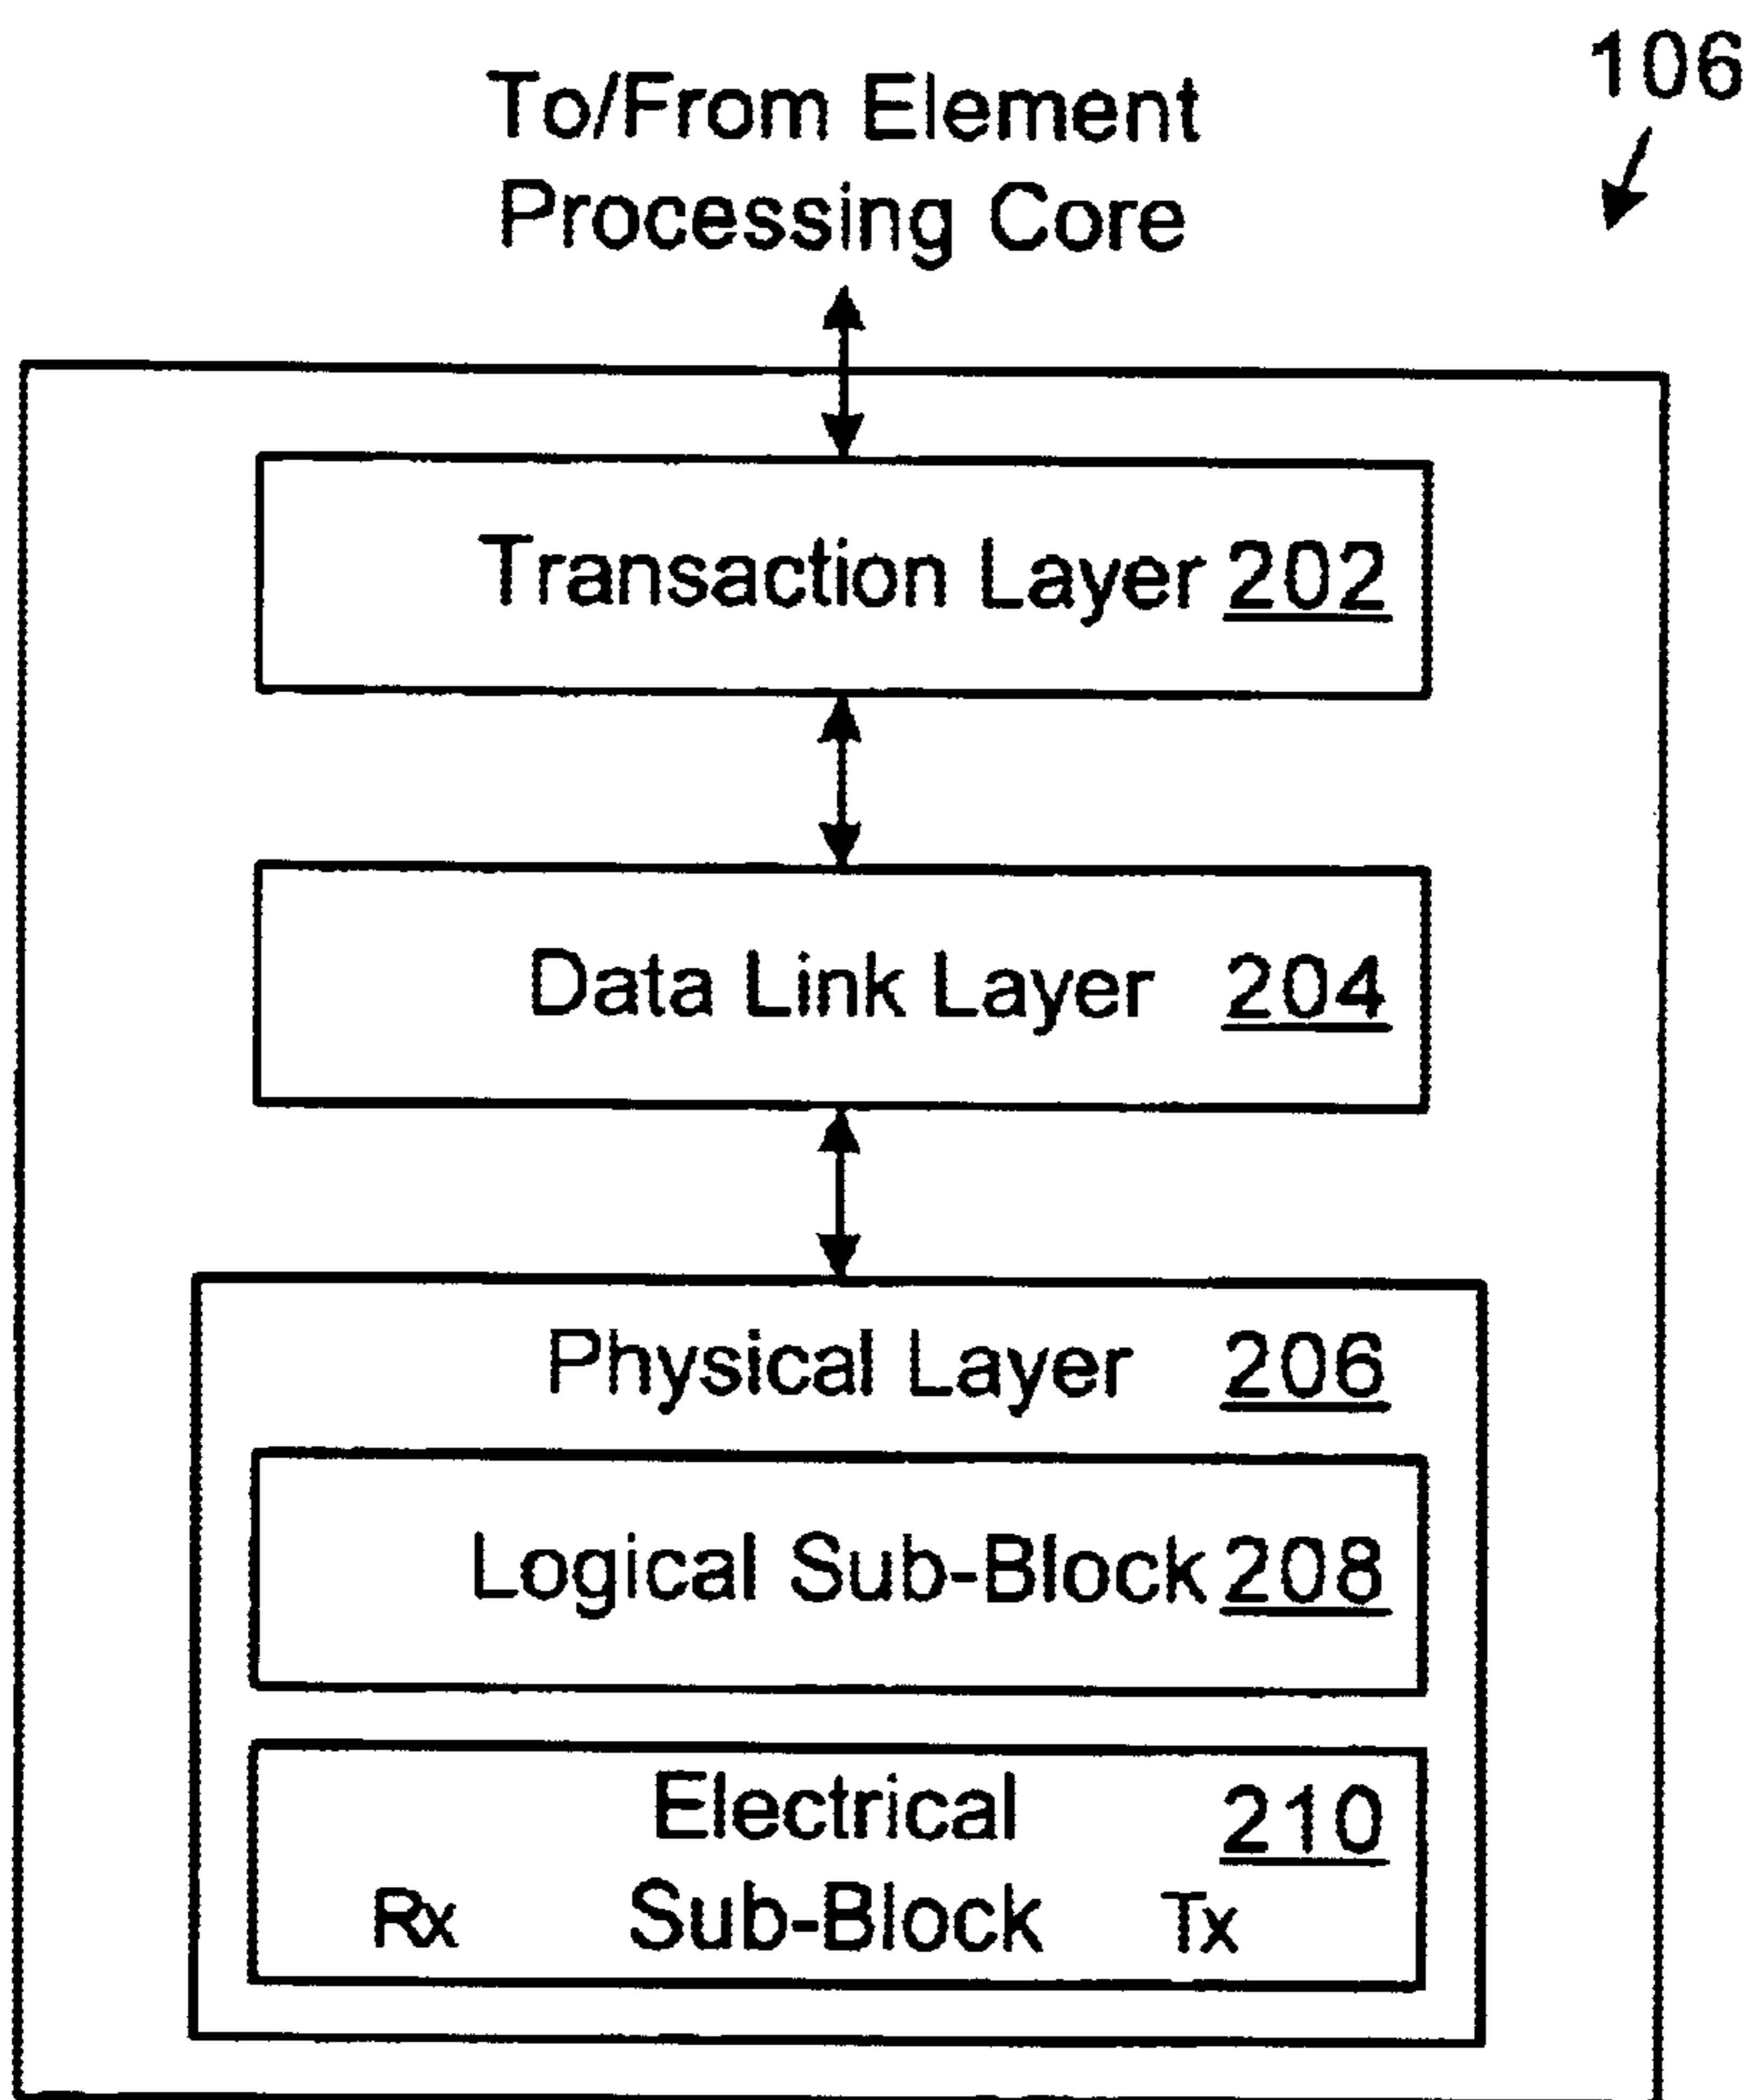 106
To/From Element
Processing Core
Transaction Layer 202
Data Link Layer 204
Physical Layer 206
Logical Sub-Block 208
Electrical 210
Rx Sub-Block Tx